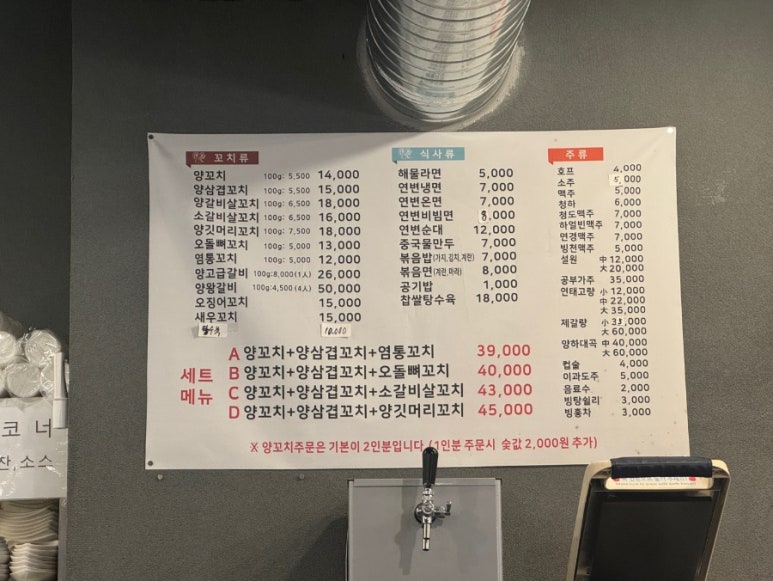 꼬치류
양꼬치 100g: 5,500 14,000
양삼겹꼬치 100g: 5,500 15,000
양갈비살꼬치 100g: 6,500 18,000
소갈비살꼬치 100g: 6,500 16,000
양깃머리꼬치 100g: 7,500 18,000
오돌뼈꼬치 100g: 5,000 13,000
염통꼬치 100g: 5,000 12,000
양고급갈비 100g:8,000(1人) 26,000
양왕갈비 100g:4,500(4人) 50,000
오징어꼬치 15,000
새우꼬치 15,000
10,000
식사류
해물라면 5,000
연변냉면 7,000
연변온면 7,000
연변비빔면 8,000
연변순대 12,000
중국물만두 7,000
볶음밥(가지,김치,계란) 7,000
볶음면(계란,마라) 8,000
공기밥 1,000
찹쌀탕수육 18,000
주류
호프 4,000
소주 5,000
맥주 5,000
청하 6,000
청도맥주 7,000
하얼빈맥주 7,000
연경맥주 7,000
빙천맥주 5,000
설원 中 12,000
大 20,000
공부가주 35,000
연태고량 小 12,000
中 22,000
大 35,000
제갈량 小 35,000
大 60,000
양하대곡 中 40,000
大 60,000
컵술 4,000
이과도주 5,000
음료수 2,000
빙탕쉴리 3,000
빙홍차 3,000
세트
메뉴
A 양꼬치+양삼겹꼬치+염통꼬치 39,000
B 양꼬치+양삼겹꼬치+오돌뼈꼬치 40,000
C 양꼬치+양삼겹꼬치+소갈비살꼬치 43,000
D 양꼬치+양삼겹꼬치+양깃머리꼬치 45,000
※ 양꼬치주문은 기본이 2인분입니다 (1인분 주문시 숯값 2,000원 추가)
코 너
잔,소스